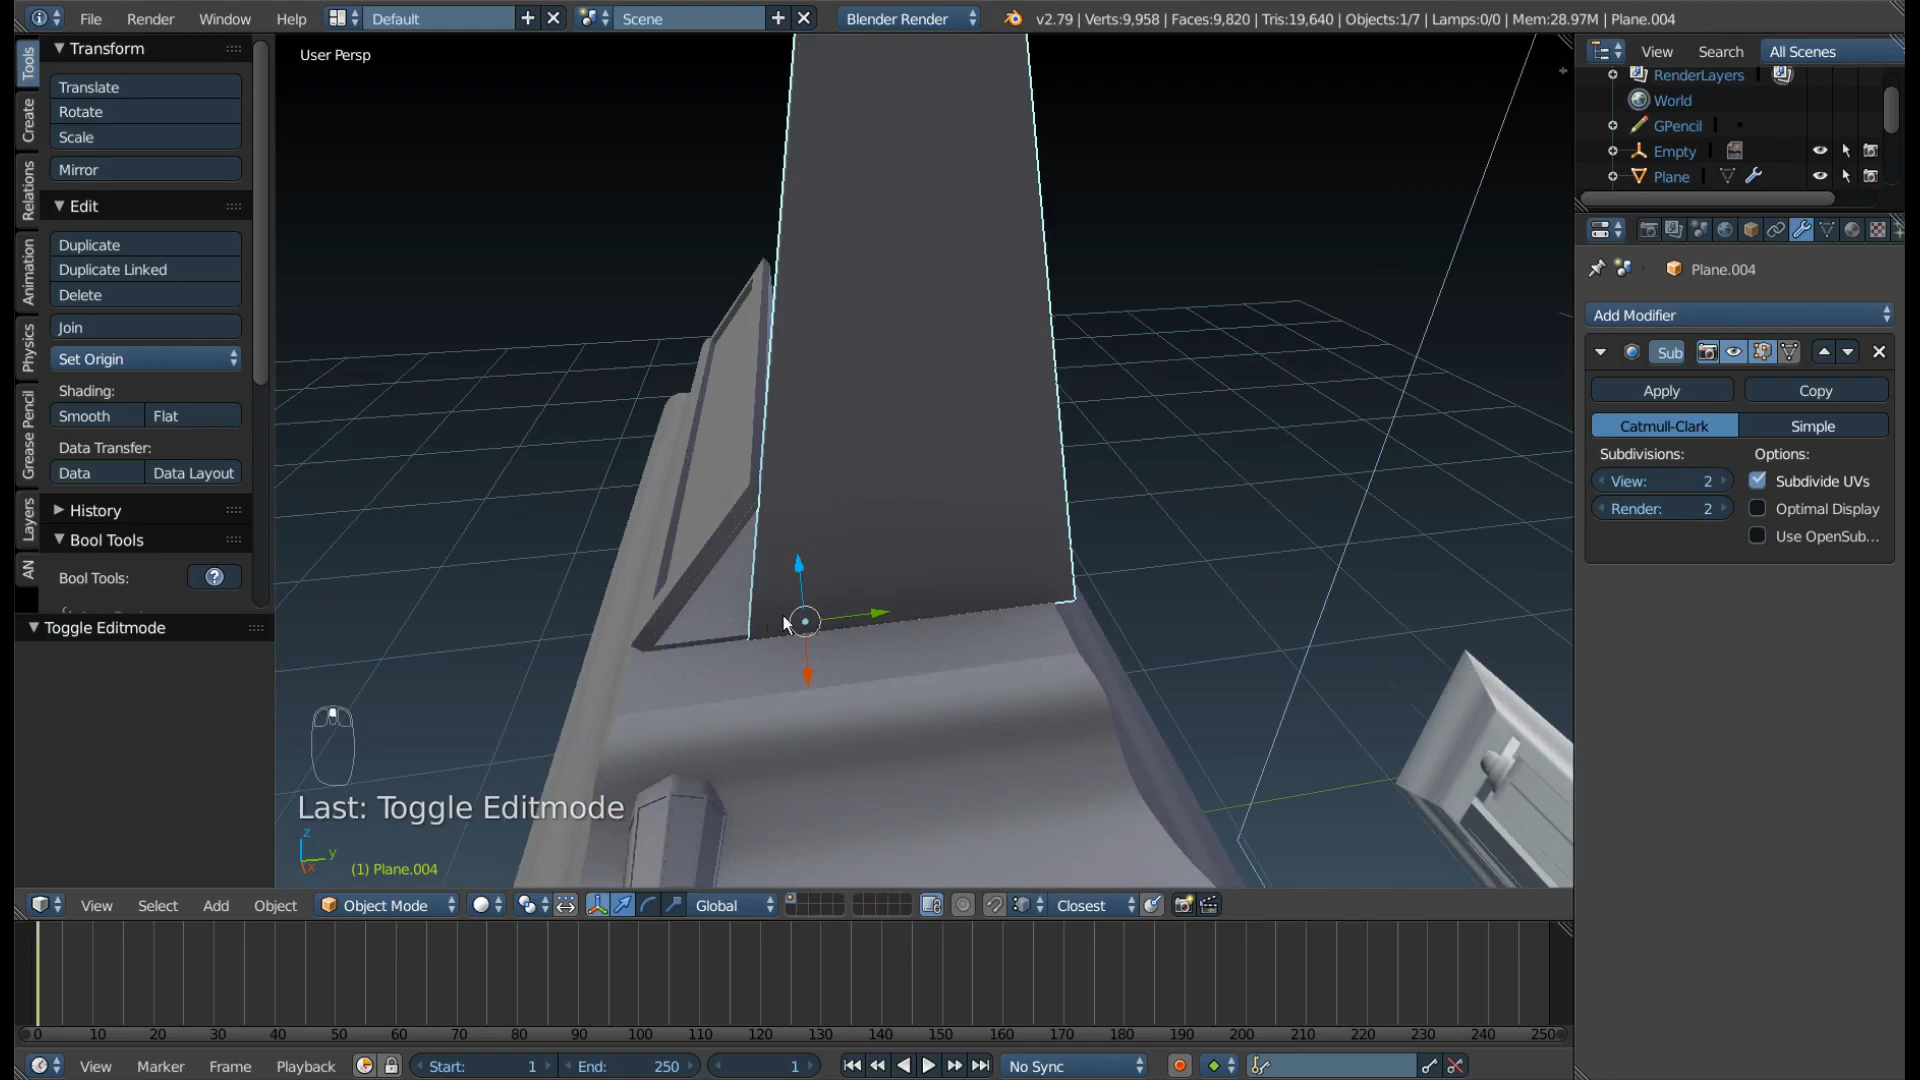 File Render Window Help Default Scene Blender Render v2.79 | Verts:9,958 | Faces:9,820 | Tris:19,640 | Objects:1/7 | Lamps:0/0 | Mem:28.97M | Plane.004
Tools
Create
Relations
Animation
Physics
Grease Pencil
Layers
AN
Transform
Translate
Rotate
Scale
Mirror
Edit
Duplicate
Duplicate Linked
Delete
Join
Set Origin
Shading:
Smooth Flat
Data Transfer:
Data Data Layout
History
Bool Tools
Bool Tools:
Toggle Editmode
User Persp
Last: Toggle Editmode
z
y
x
(1) Plane.004
View Search All Scenes
RenderLayers
World
GPencil
Empty
Plane
Plane.004
Add Modifier
Sub
Apply Copy
Catmull-Clark Simple
Subdivisions: Options:
View: 2 Subdivide UVs
Render: 2 Optimal Display
Use OpenSub...
View Select Add Object Object Mode Global Closest
0 10 20 30 40 50 60 70 80 90 100 110 120 130 140 150 160 170 180 190 200 210 220 230 240 250
View Marker Frame Playback Start: 1 End: 250 1 No Sync